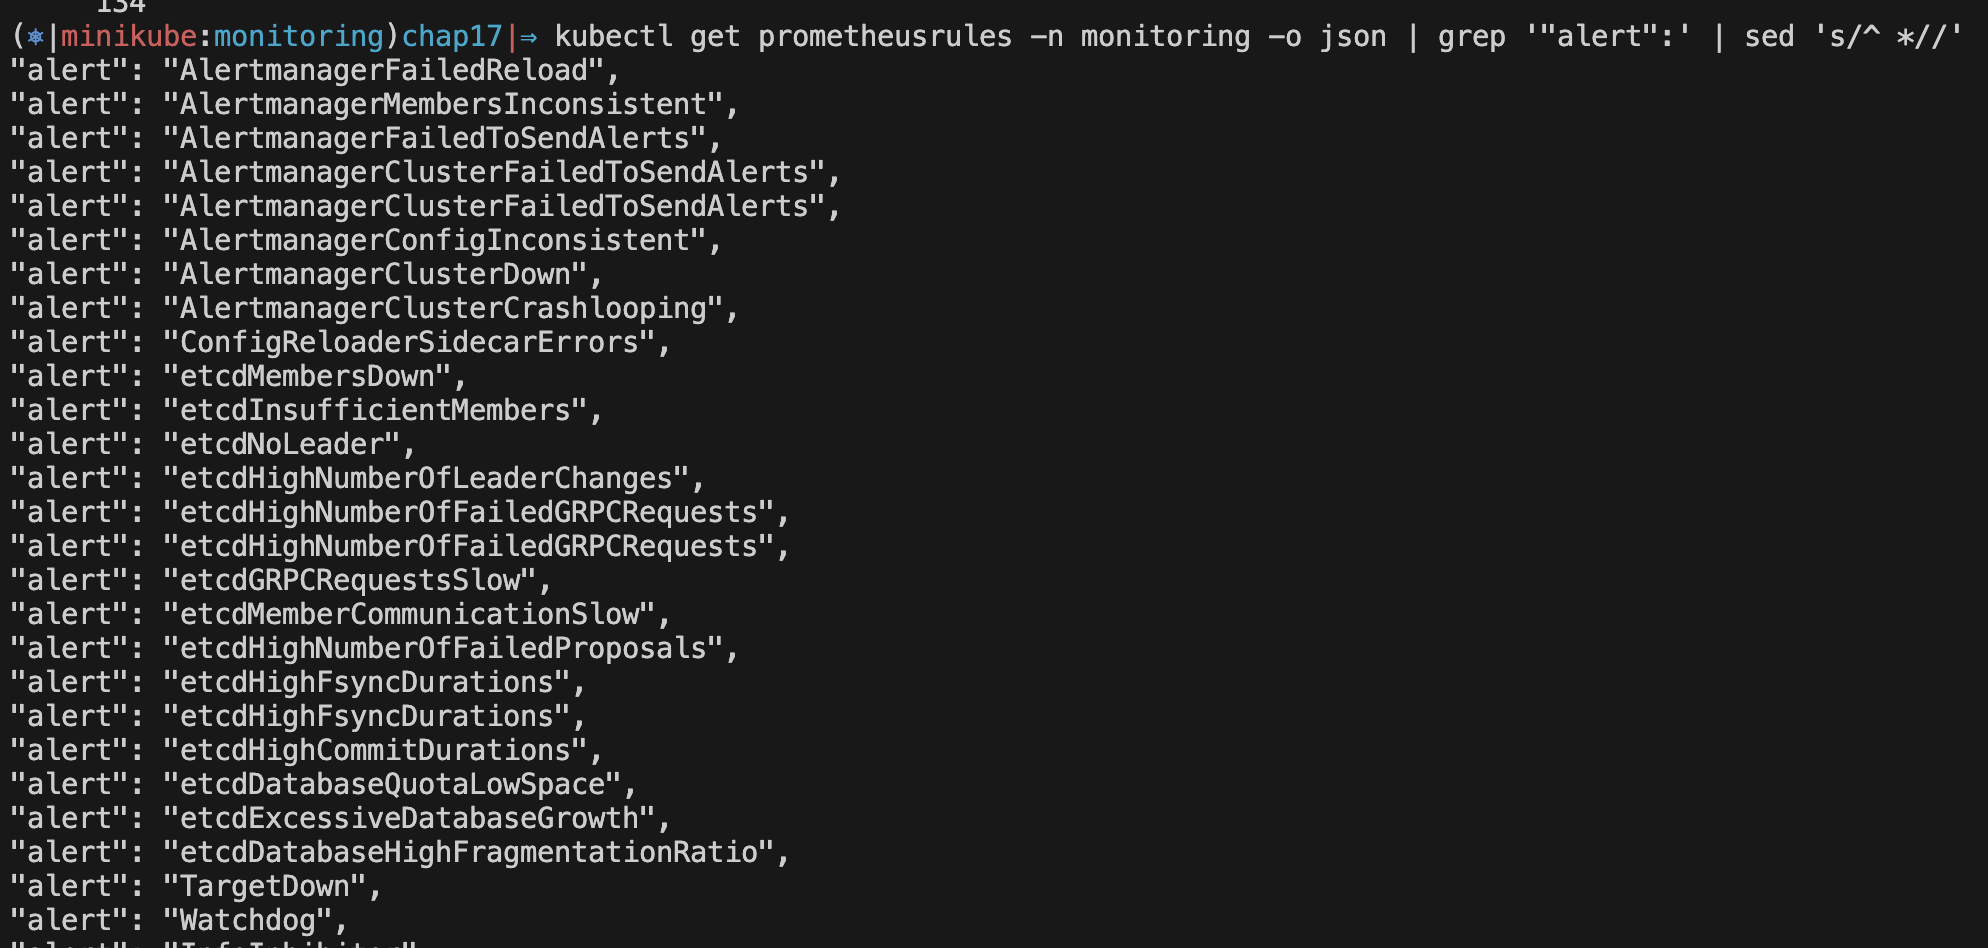 134
(⎈|minikube:monitoring)chap17|⇒ kubectl get prometheusrules -n monitoring -o json | grep '"alert":' | sed 's/^ *//'
"alert": "AlertmanagerFailedReload",
"alert": "AlertmanagerMembersInconsistent",
"alert": "AlertmanagerFailedToSendAlerts",
"alert": "AlertmanagerClusterFailedToSendAlerts",
"alert": "AlertmanagerClusterFailedToSendAlerts",
"alert": "AlertmanagerConfigInconsistent",
"alert": "AlertmanagerClusterDown",
"alert": "AlertmanagerClusterCrashlooping",
"alert": "ConfigReloaderSidecarErrors",
"alert": "etcdMembersDown",
"alert": "etcdInsufficientMembers",
"alert": "etcdNoLeader",
"alert": "etcdHighNumberOfLeaderChanges",
"alert": "etcdHighNumberOfFailedGRPCRequests",
"alert": "etcdHighNumberOfFailedGRPCRequests",
"alert": "etcdGRPCRequestsSlow",
"alert": "etcdMemberCommunicationSlow",
"alert": "etcdHighNumberOfFailedProposals",
"alert": "etcdHighFsyncDurations",
"alert": "etcdHighFsyncDurations",
"alert": "etcdHighCommitDurations",
"alert": "etcdDatabaseQuotaLowSpace",
"alert": "etcdExcessiveDatabaseGrowth",
"alert": "etcdDatabaseHighFragmentationRatio",
"alert": "TargetDown",
"alert": "Watchdog",
"alert": "InfoInhibitor"